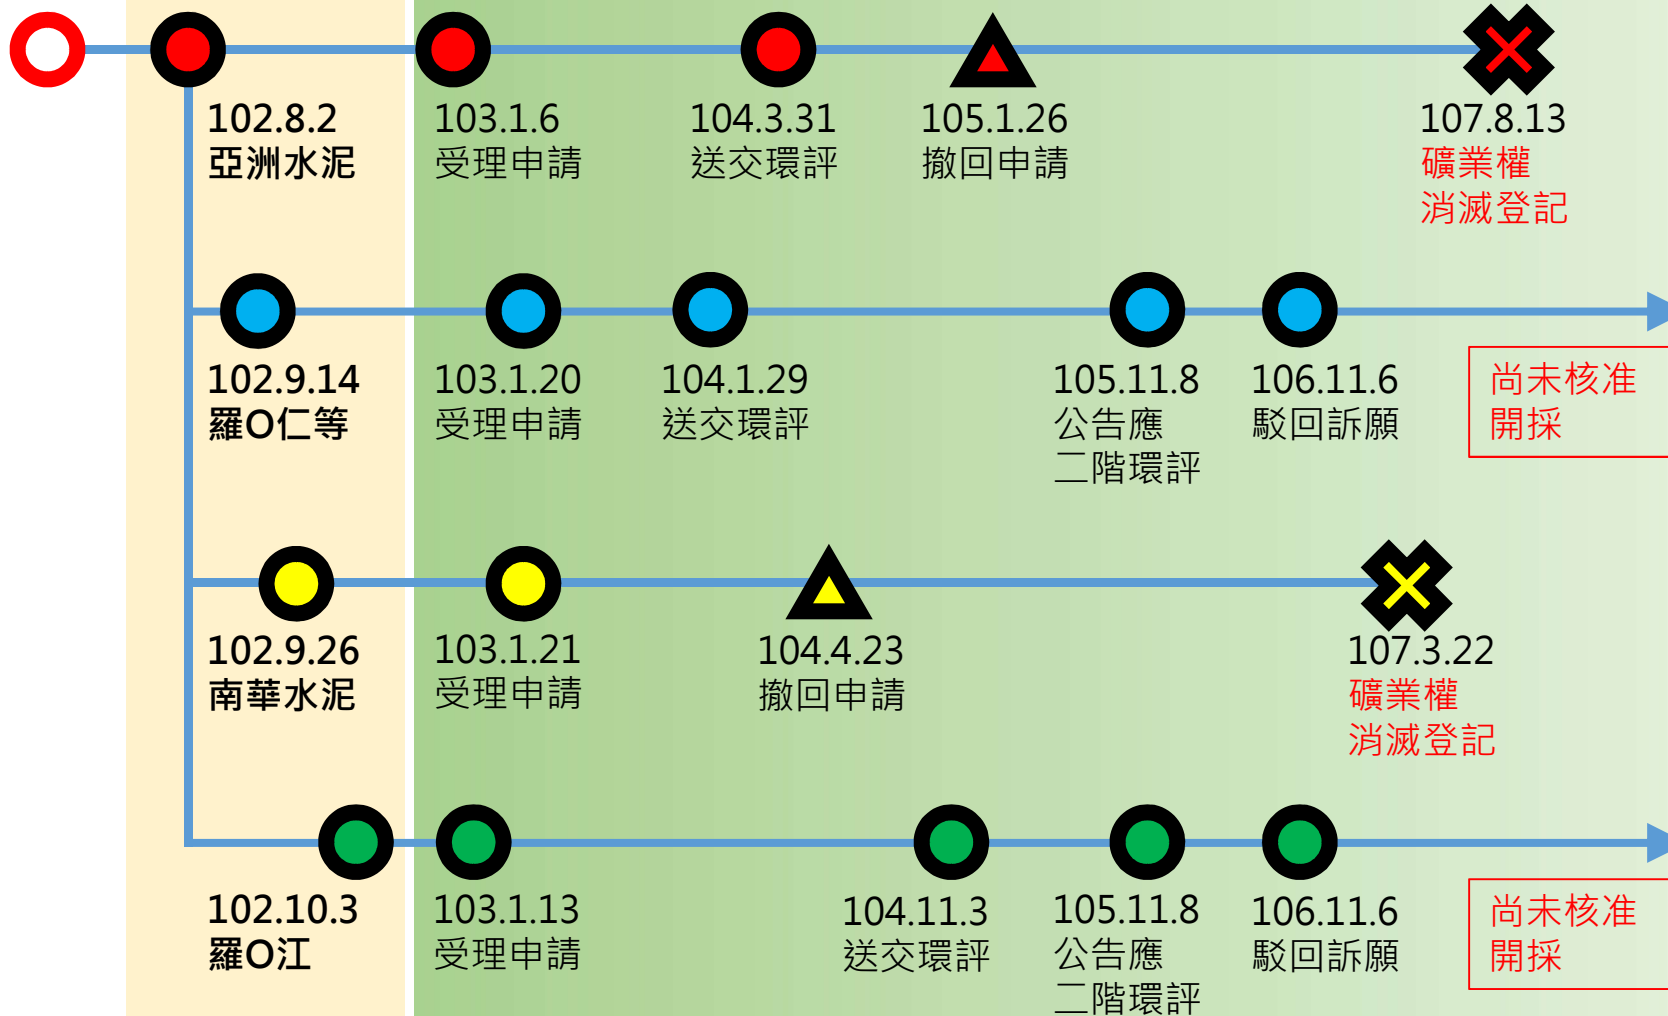 102.8.2
亞洲水泥
103.1.6
受理申請
104.3.31
送交環評
105.1.26
撤回申請
107.8.13
礦業權
消滅登記
102.9.14
羅O仁等
103.1.20
受理申請
104.1.29
送交環評
105.11.8
公告應
二階環評
106.11.6
駁回訴願
尚未核准
開採
102.9.26
南華水泥
103.1.21
受理申請
104.4.23
撤回申請
107.3.22
礦業權
消滅登記
102.10.3
羅O江
103.1.13
受理申請
104.11.3
送交環評
105.11.8
公告應
二階環評
106.11.6
駁回訴願
尚未核准
開採